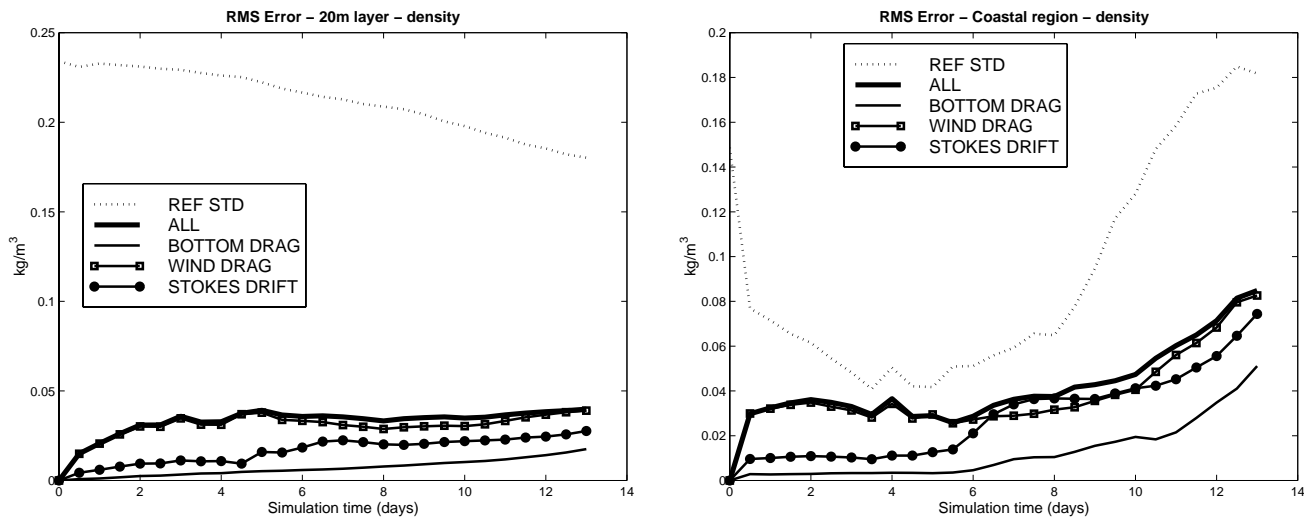 RMS Error – 20m layer – density
0.25
0.2
0.15
0.1
0.05
0
kg/m3
REF STD
ALL
BOTTOM DRAG
WIND DRAG
STOKES DRIFT
0 2 4 6 8 10 12 14
Simulation time (days)
RMS Error – Coastal region – density
0.2
0.18
0.16
0.14
0.12
0.1
0.08
0.06
0.04
0.02
0
kg/m3
REF STD
ALL
BOTTOM DRAG
WIND DRAG
STOKES DRIFT
0 2 4 6 8 10 12 14
Simulation time (days)